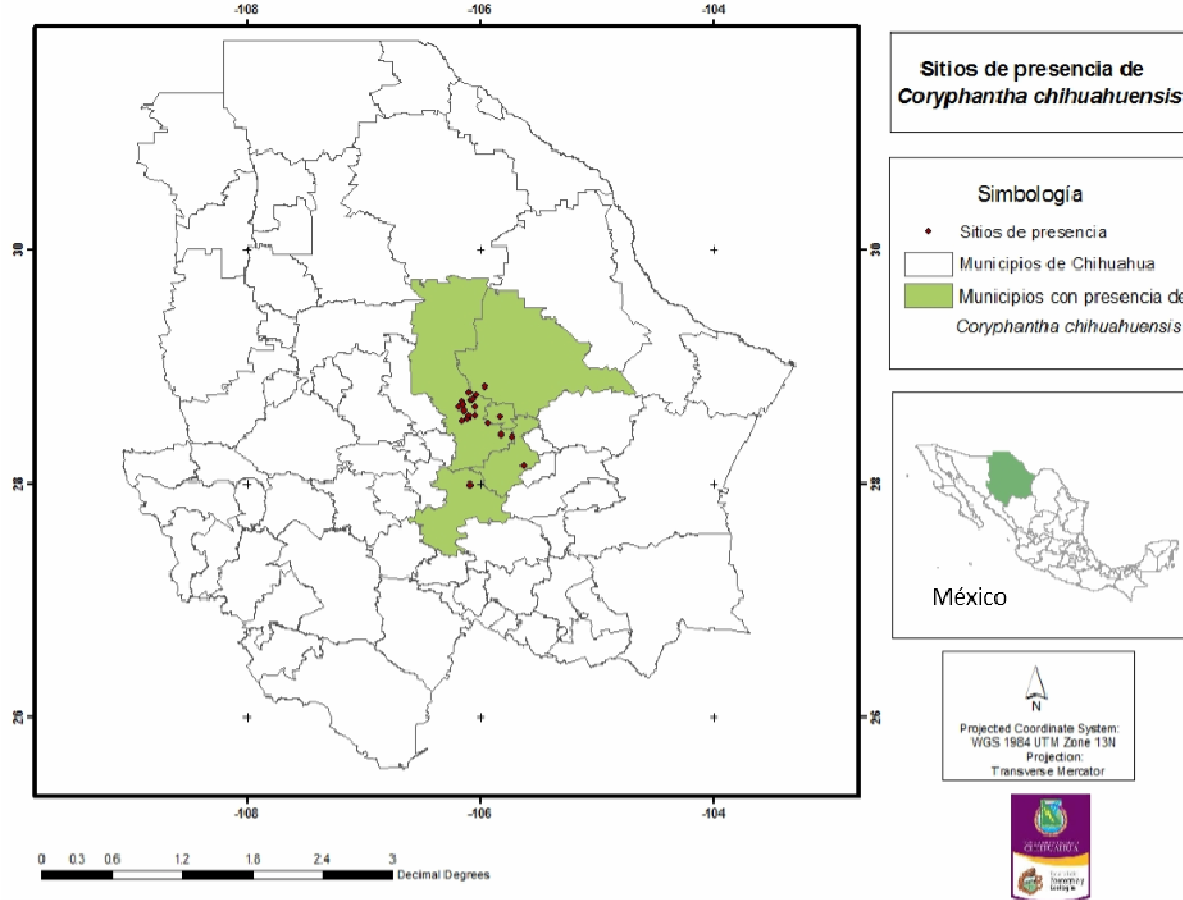 -108 -106 -104
Sitios de presencia de
Coryphantha chihuahuensis
Simbología
Sitios de presencia
Municipios de Chihuahua
Municipios con presencia de
Coryphantha chihuahuensis
30 30
28 28
26 26
México
N
Projected Coordinate System:
WGS 1984 UTM Zone 13N
Projection:
Transverse Mercator
-108 -106 -104
0 0.3 0.6 1.2 1.8 2.4 3
Decimal Degrees